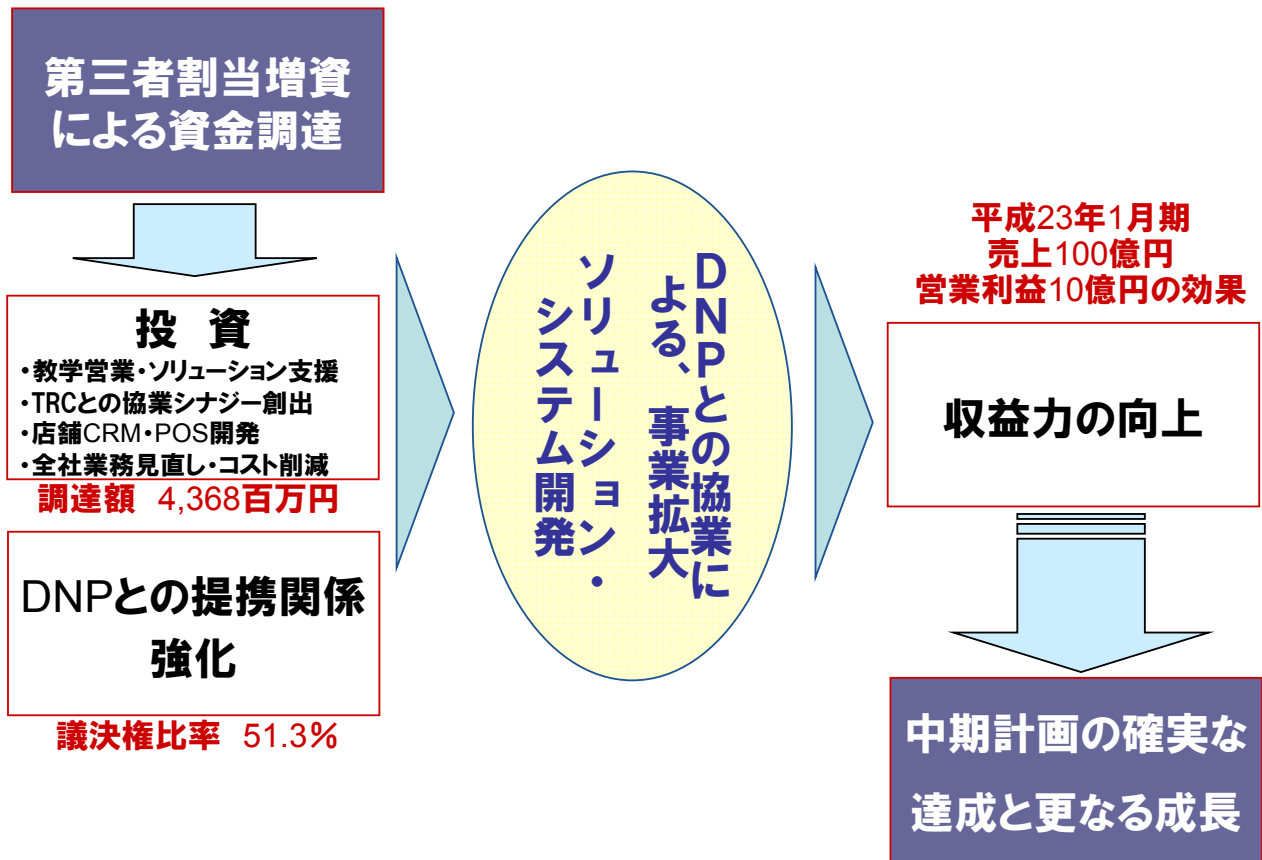 第三者割当増資
による資金調達
投 資
・教学営業・ソリューション支援
・TRCとの協業シナジー創出
・店舗CRM・POS開発
・全社業務見直し・コスト削減
調達額 4,368百万円
DNPとの提携関係
強化
議決権比率 51.3%
DNPとの協業に
よる、事業拡大
ソリューション・
システム開発
平成23年1月期
売上100億円
営業利益10億円の効果
収益力の向上
中期計画の確実な
達成と更なる成長